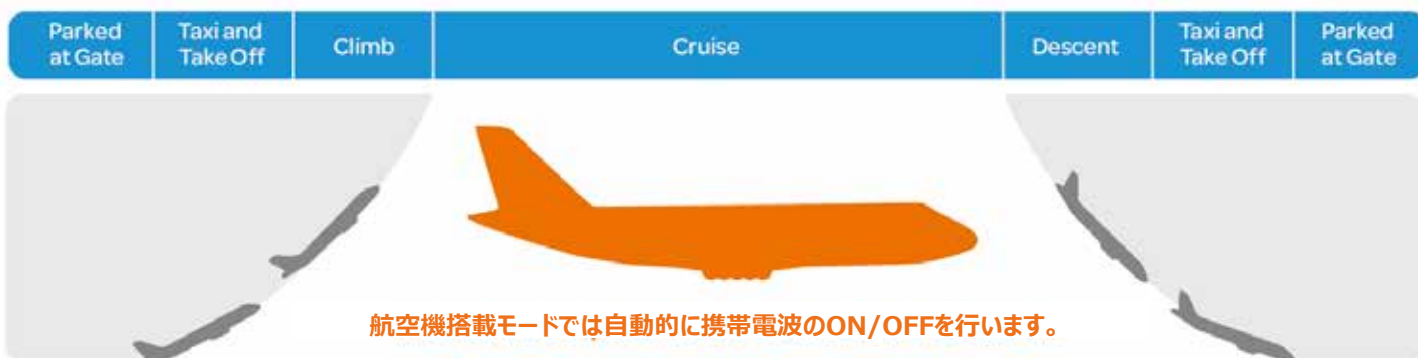 Parked
at Gate
Taxi and
Take Off
Climb
Cruise
Descent
Taxi and
Take Off
Parked
at Gate
航空機搭載モードでは自動的に携帯電波のON/OFFを行います。